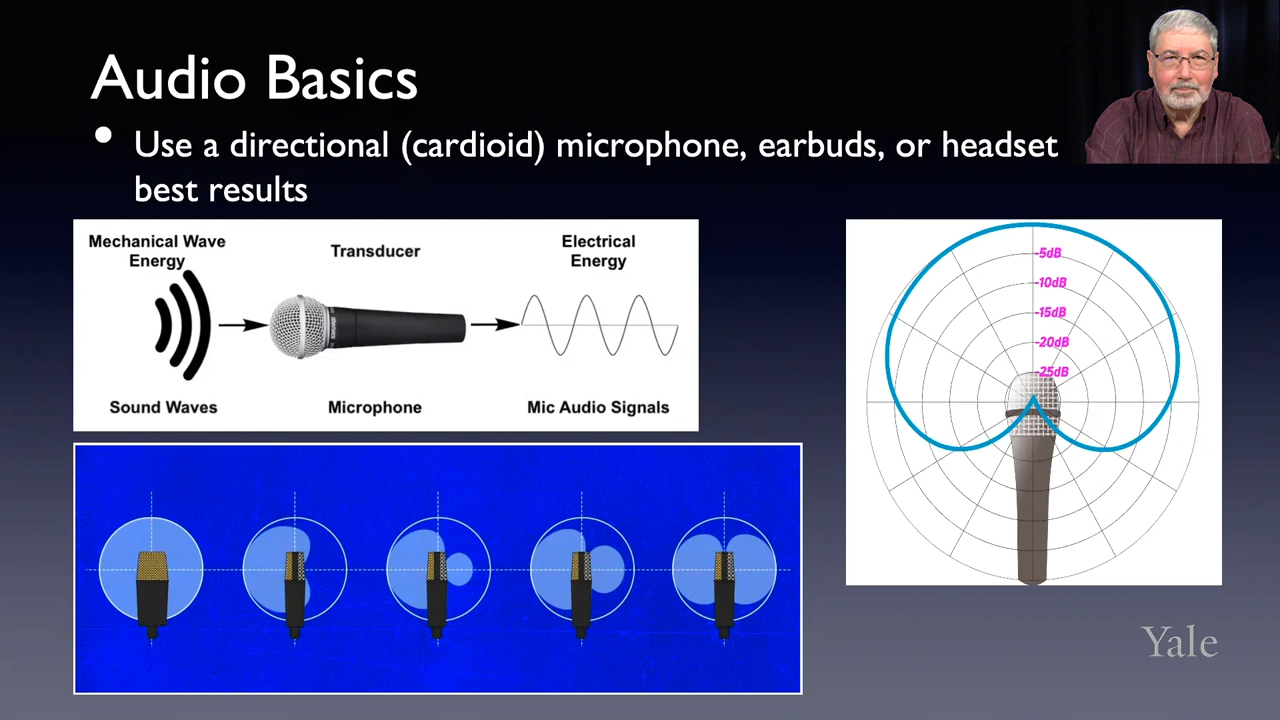 Audio Basics
• Use a directional (cardioid) microphone, earbuds, or headset
best results
Mechanical Wave
Energy
Transducer
Electrical
Energy
Sound Waves
Microphone
Mic Audio Signals
-5dB
-10dB
-15dB
-20dB
-25dB
Yale